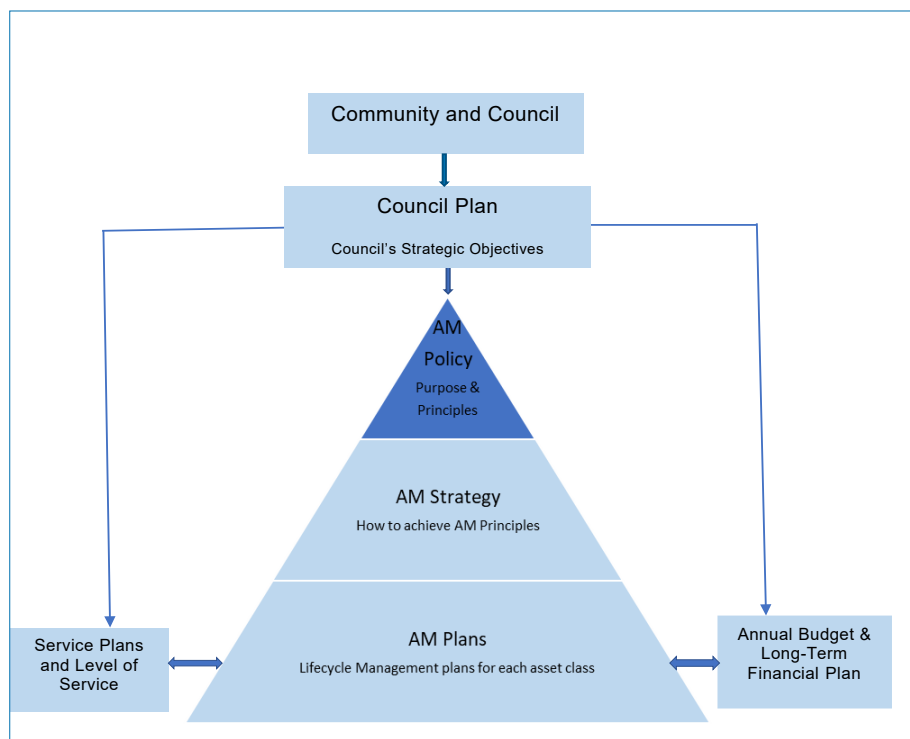 Community and Council
Council Plan
Council's Strategic Objectives
AM
Policy
Purpose &
Principles
AM Strategy
How to achieve AM Principles
AM Plans
Lifecycle Management plans for each asset class
Service Plans
and Level of
Service
Annual Budget &
Long-Term
Financial Plan